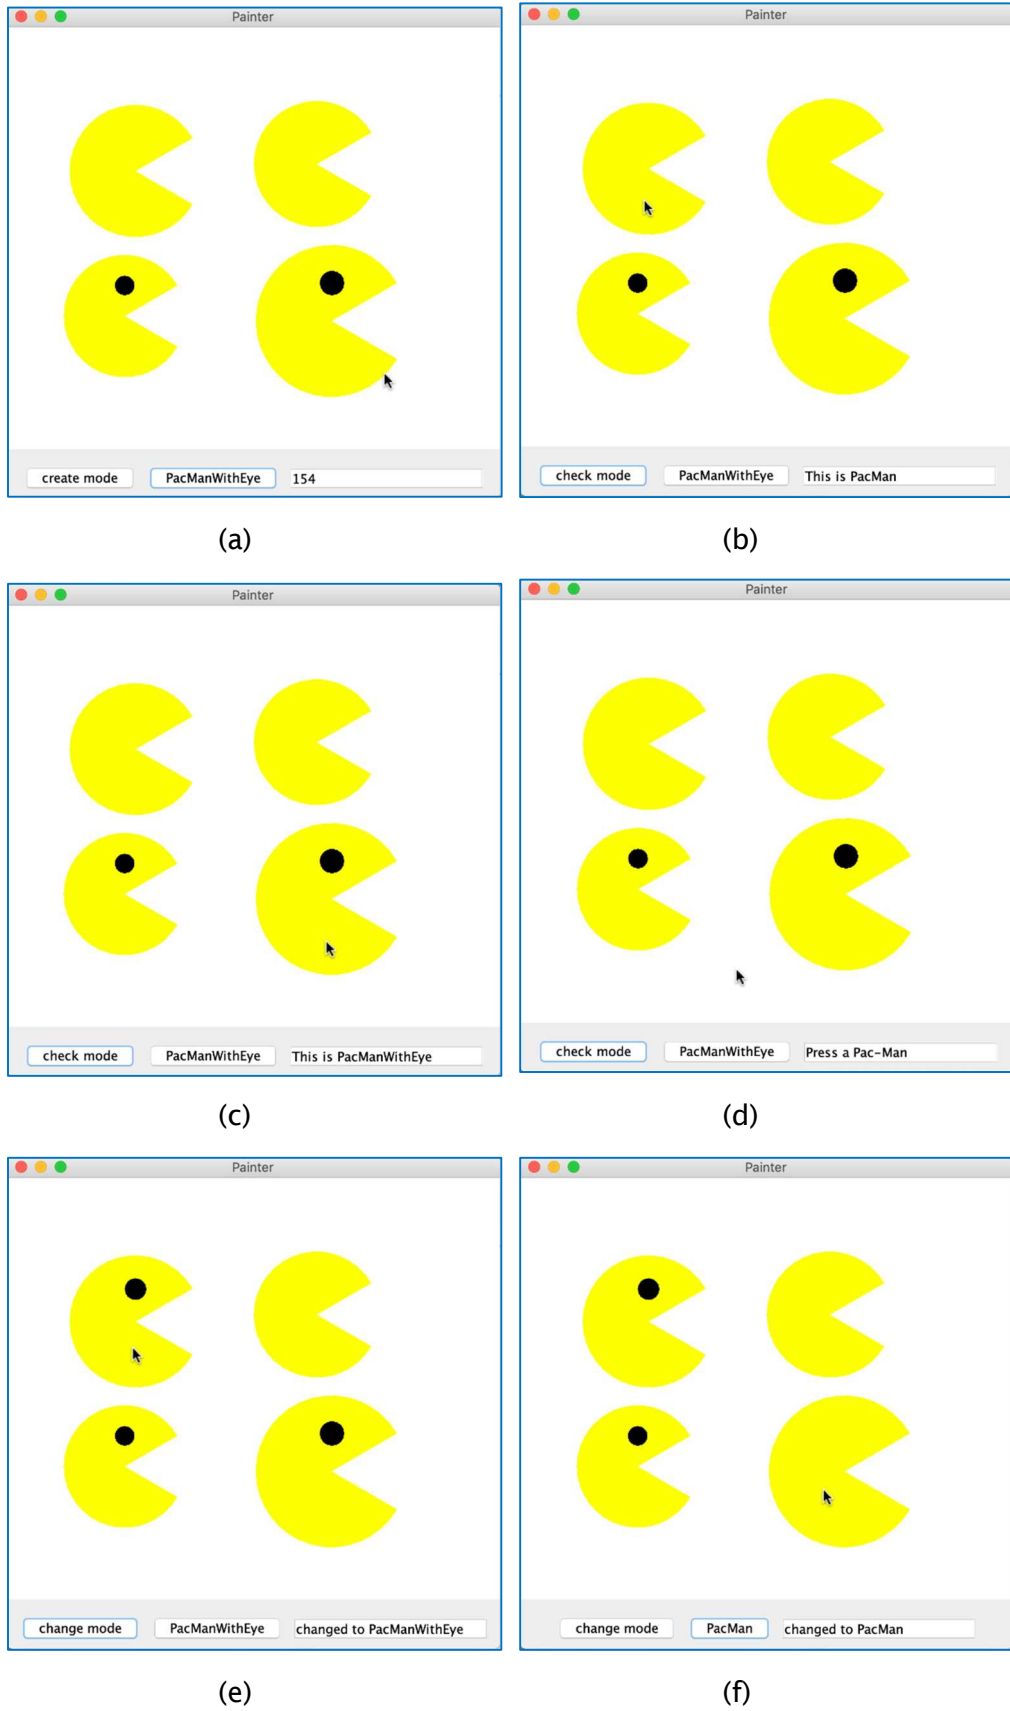 Painter
create mode PacManWithEye 154
(a)
Painter
check mode PacManWithEye This is PacMan
(b)
Painter
check mode PacManWithEye This is PacManWithEye
(c)
Painter
check mode PacManWithEye Press a Pac-Man
(d)
Painter
change mode PacManWithEye changed to PacManWithEye
(e)
Painter
change mode PacMan changed to PacMan
(f)